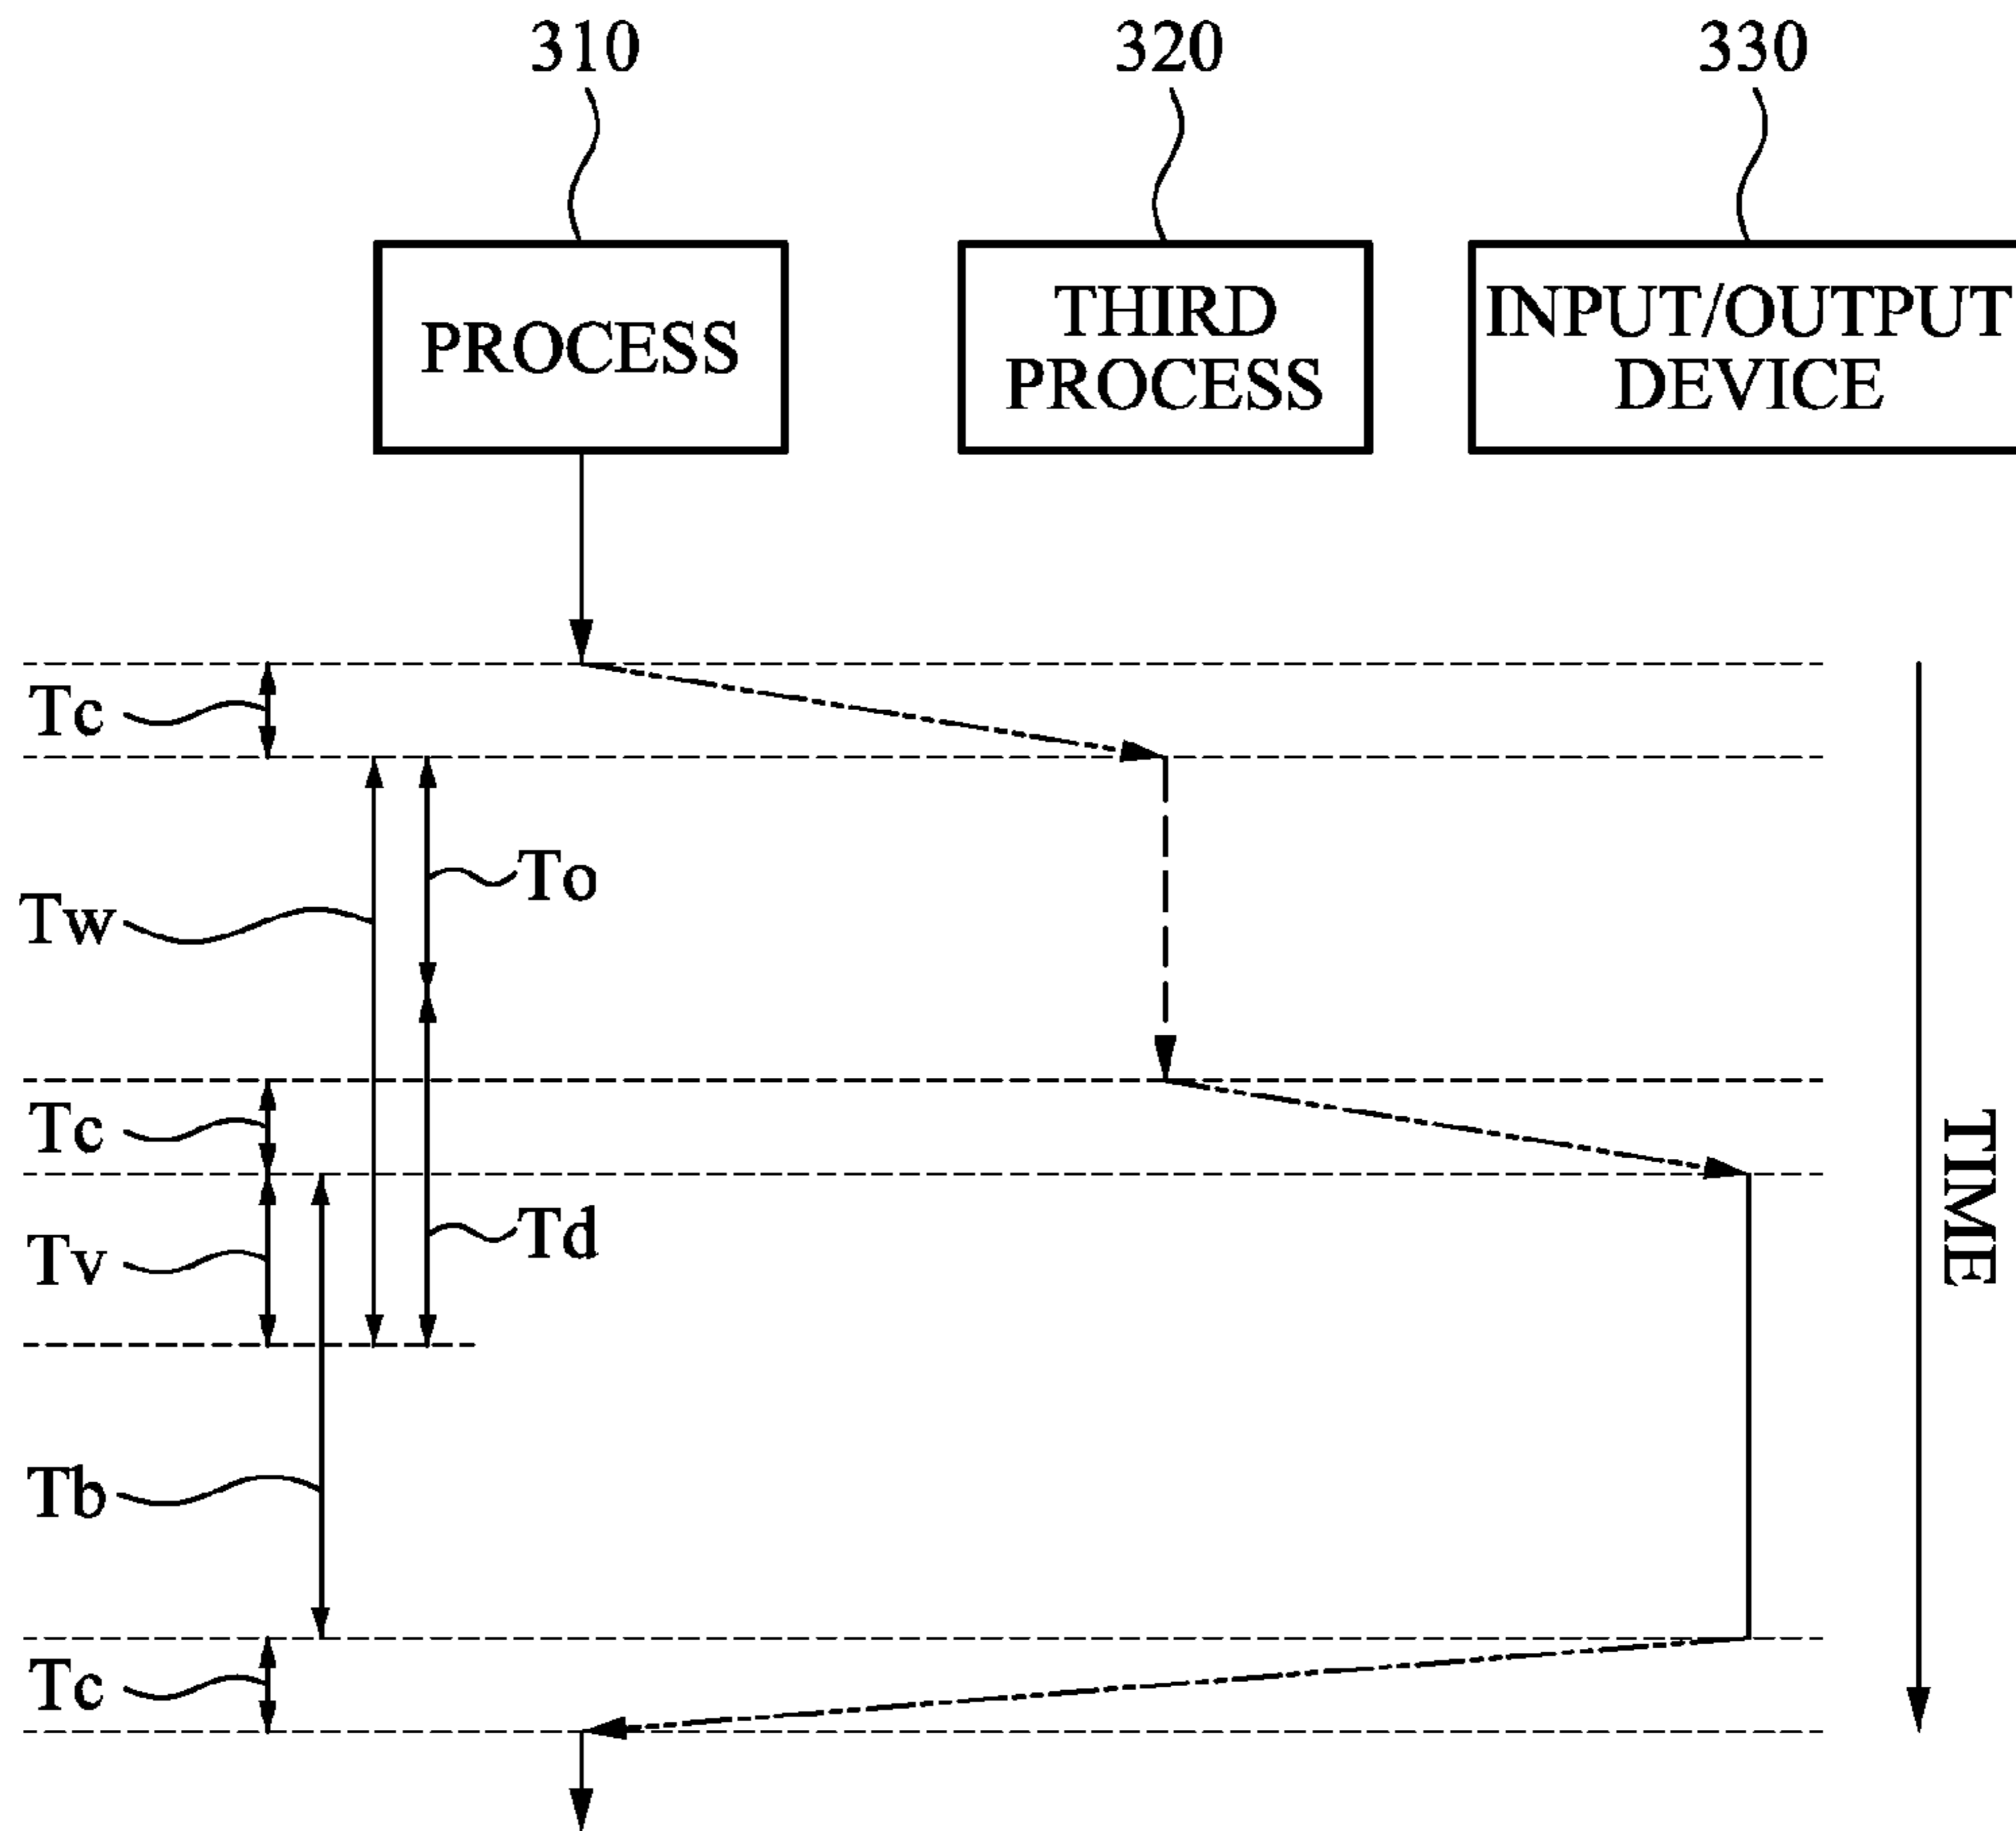 310
320
330
PROCESS
THIRD
PROCESS
INPUT/OUTPUT
DEVICE
Tc
To
Tw
Tc
Td
Tv
Tb
Tc
TIME